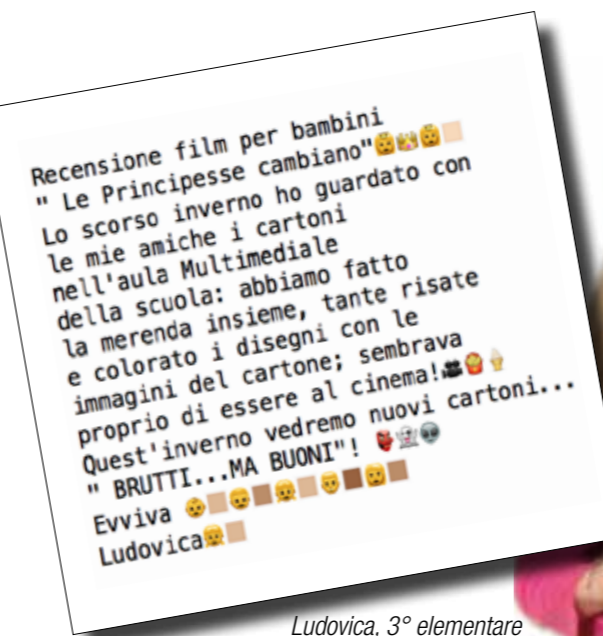 Recensione film per bambini
" Le Principesse cambiano"👸👑👸🏼
Lo scorso inverno ho guardato con
le mie amiche i cartoni
nell'aula Multimediale
della scuola: abbiamo fatto
la merenda insieme, tante risate
e colorato i disegni con le
immagini del cartone; sembrava
proprio di essere al cinema!🎥🍟🍦
Quest'inverno vedremo nuovi cartoni...
" BRUTTI...MA BUONI"! 👹👻👽
Evviva
Ludovica
Ludovica, 3° elementare